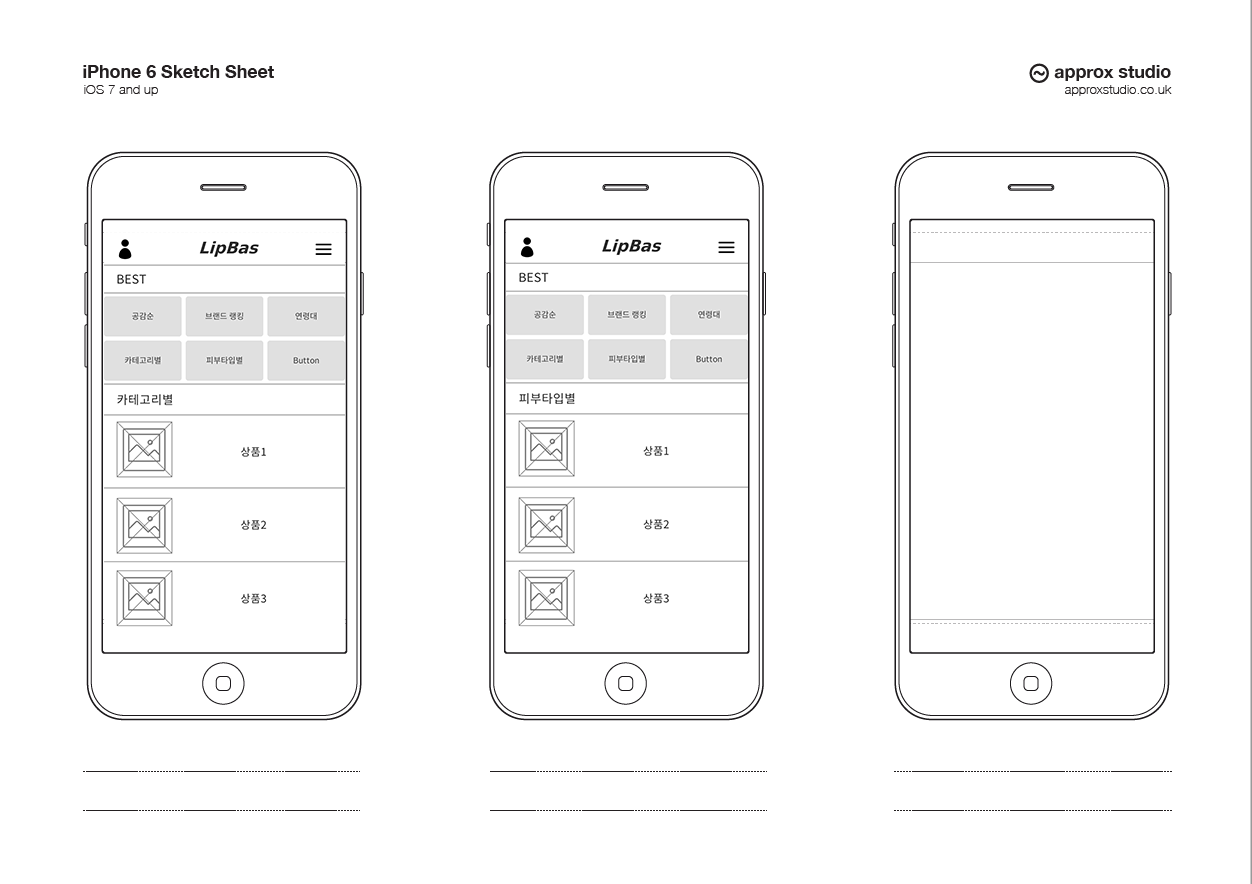 iPhone 6 Sketch Sheet
iOS 7 and up
approx studio
approxstudio.co.uk
LipBas
BEST
공감순 브랜드 랭킹 연령대
카테고리별 피부타입별 Button
카테고리별
상품1
상품2
상품3
LipBas
BEST
공감순 브랜드 랭킹 연령대
카테고리별 피부타입별 Button
피부타입별
상품1
상품2
상품3